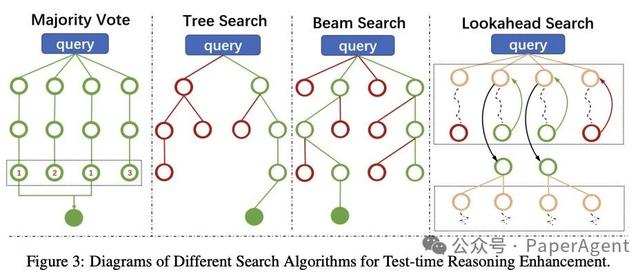 Majority Vote
Tree Search
Beam Search
Lookahead Search
query
query
query
query
1 2 1 3
公众号 · PaperAgent
Figure 3: Diagrams of Different Search Algorithms for Test-time Reasoning Enhancement.